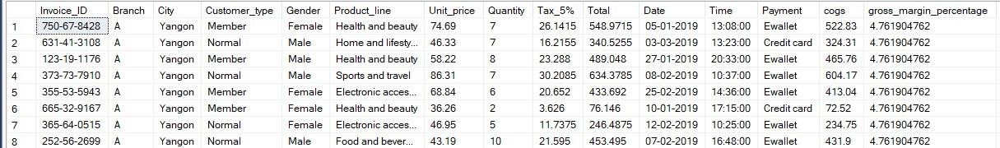 Invoice_ID Branch City Customer_type Gender Product_line Unit_price Quantity Tax_5% Total Date Time Payment cogs gross_margin_percentage
1 750-67-8428 A Yangon Member Female Health and beauty 74.69 7 26.1415 548.9715 05-01-2019 13:08:00 Ewallet 522.83 4.761904762
2 631-41-3108 A Yangon Normal Male Home and lifesty... 46.33 7 16.2155 340.5255 03-03-2019 13:23:00 Credit card 324.31 4.761904762
3 123-19-1176 A Yangon Member Male Health and beauty 58.22 8 23.288 489.048 27-01-2019 20:33:00 Ewallet 465.76 4.761904762
4 373-73-7910 A Yangon Normal Male Sports and travel 86.31 7 30.2085 634.3785 08-02-2019 10:37:00 Ewallet 604.17 4.761904762
5 355-53-5943 A Yangon Member Female Electronic acces... 68.84 6 20.652 433.692 25-02-2019 14:36:00 Ewallet 413.04 4.761904762
6 665-32-9167 A Yangon Member Female Health and beauty 36.26 2 3.626 76.146 10-01-2019 17:15:00 Credit card 72.52 4.761904762
7 365-64-0515 A Yangon Normal Female Electronic acces... 46.95 5 11.7375 246.4875 12-02-2019 10:25:00 Ewallet 234.75 4.761904762
8 252-56-2699 A Yangon Normal Male Food and bever... 43.19 10 21.595 453.495 07-02-2019 16:48:00 Ewallet 431.9 4.761904762